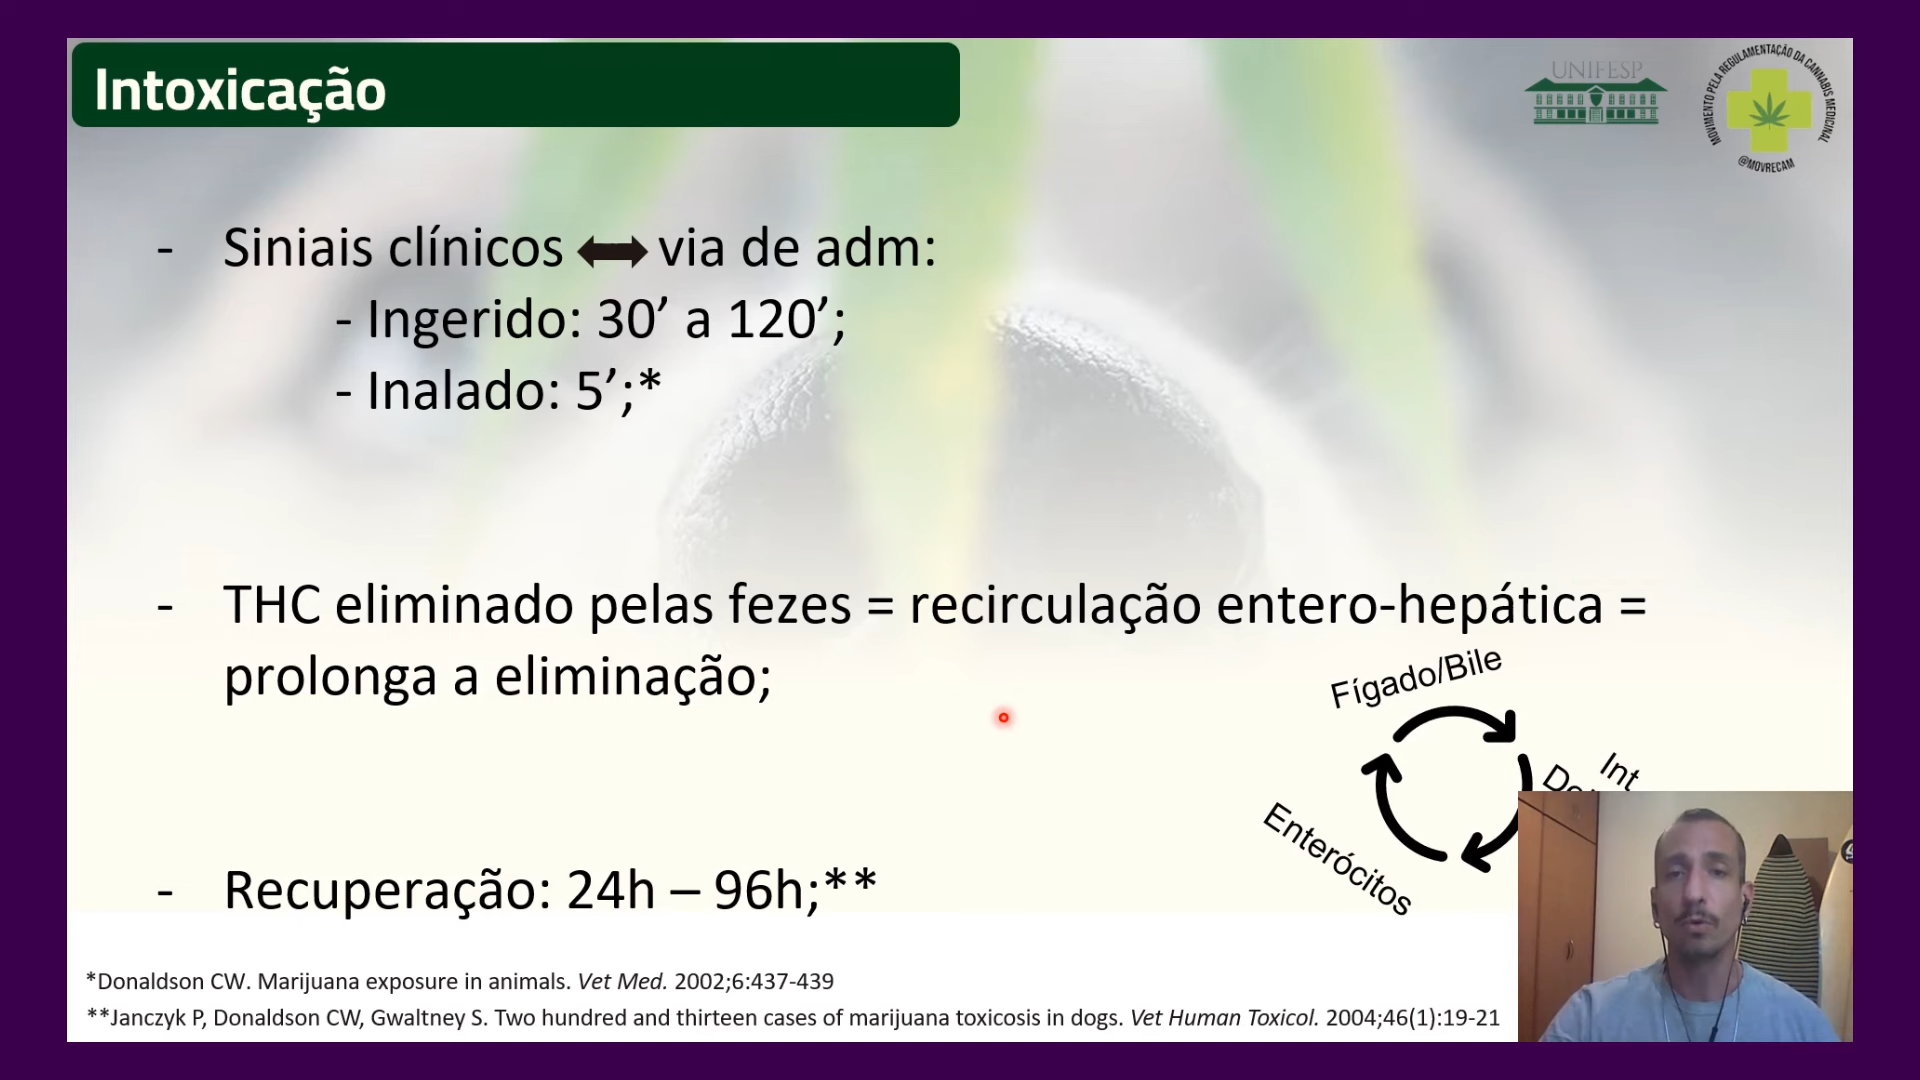 Intoxicação
UNIFESP
MOVIMENTO PELA REGULAMENTAÇÃO DA CANNABIS MEDICINAL
@MOVRECAM
- Siniais clínicos via de adm:
- Ingerido: 30’ a 120’;
- Inalado: 5’;*
- THC eliminado pelas fezes = recirculação entero-hepática =
prolonga a eliminação;
Fígado/Bile
Int
Enterócitos
- Recuperação: 24h – 96h;**
*Donaldson CW. Marijuana exposure in animals. Vet Med. 2002;6:437-439
**Janczyk P, Donaldson CW, Gwaltney S. Two hundred and thirteen cases of marijuana toxicosis in dogs. Vet Human Toxicol. 2004;46(1):19-21